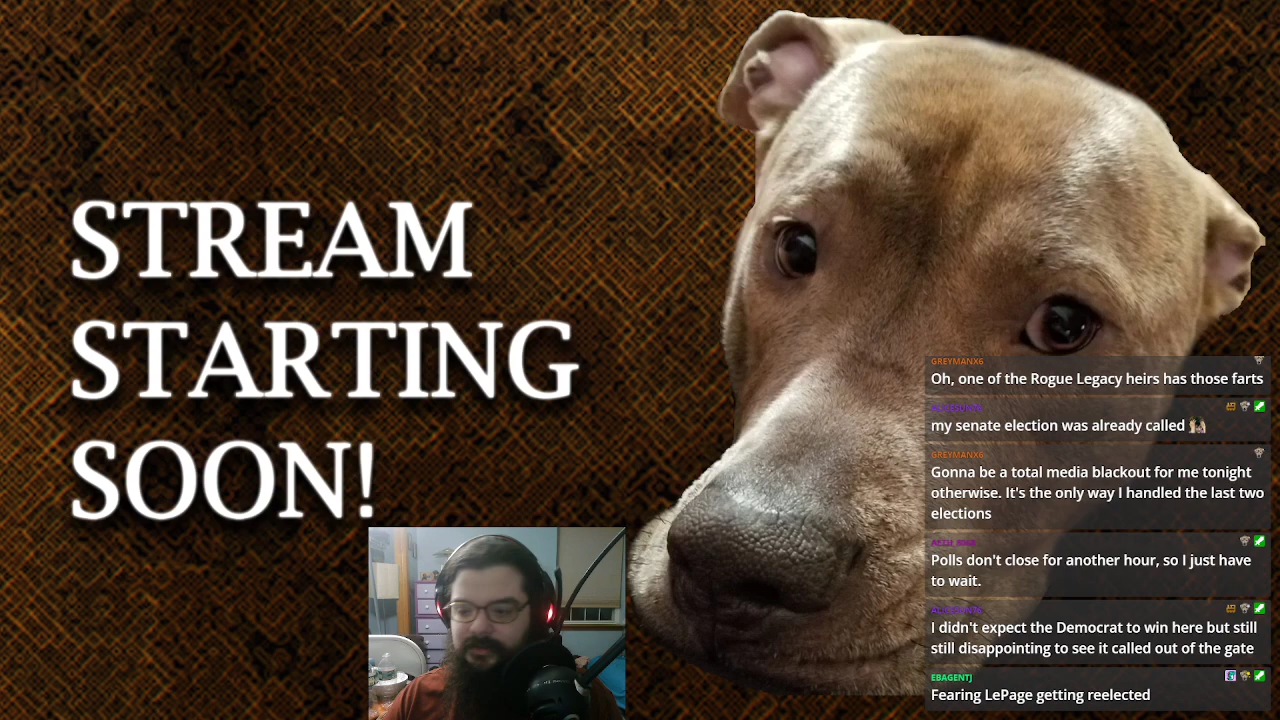 STREAM
STARTING
SOON!
GREYMANX6
Oh, one of the Rogue Legacy heirs has those farts
my senate election was already called
GREYMANX6
Gonna be a total media blackout for me tonight
otherwise. It's the only way I handled the last two
elections
Polls don't close for another hour, so I just have
to wait.
I didn't expect the Democrat to win here but still
still disappointing to see it called out of the gate
EBAGENTJ
Fearing LePage getting reelected